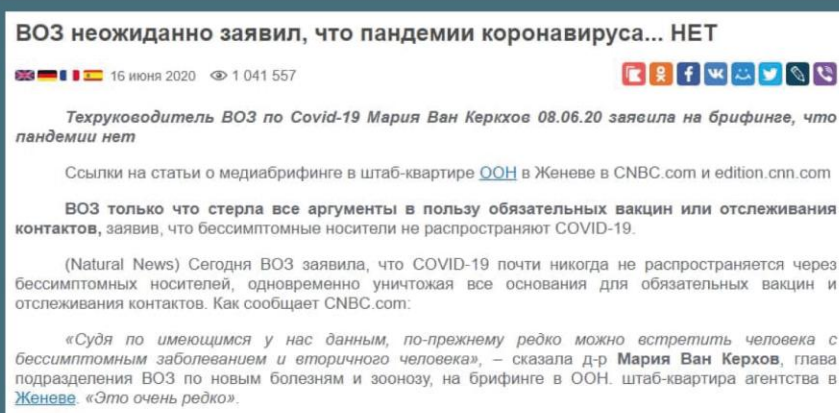 ВОЗ неожиданно заявил, что пандемии коронавируса... НЕТ
16 июня 2020 1 041 557
Техруководитель ВОЗ по Covid-19 Мария Ван Керкхов 08.06.20 заявила на брифинге, что
пандемии нет
Ссылки на статьи о медиабрифинге в штаб-квартире ООН в Женеве в CNBC.com и edition.cnn.com
ВОЗ только что стерла все аргументы в пользу обязательных вакцин или отслеживания
контактов, заявив, что бессимптомные носители не распространяют COVID-19.
(Natural News) Сегодня ВОЗ заявила, что COVID-19 почти никогда не распространяется через
бессимптомных носителей, одновременно уничтожая все основания для обязательных вакцин и
отслеживания контактов. Как сообщает CNBC.com:
«Судя по имеющимся у нас данным, по-прежнему редко можно встретить человека с
бессимптомным заболеванием и вторичного человека», – сказала д-р Мария Ван Керхов, глава
подразделения ВОЗ по новым болезням и зоонозу, на брифинге в ООН. штаб-квартира агентства в
Женеве. «Это очень редко».